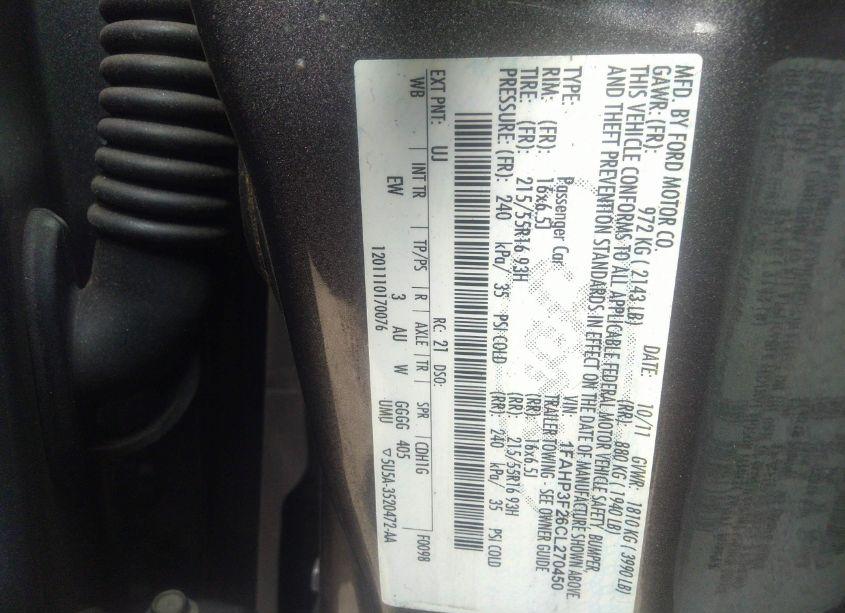 MFD. BY FORD MOTOR CO
DATE: 10/11 GVWR: 1810 KG ( 3990 LB)
GAWR: (FR): 972 KG ( 2143 LB) (RR): 880 KG ( 1940 LB)
THIS VEHICLE CONFORMS TO ALL APPLICABLE FEDERAL MOTOR VEHICLE SAFETY, BUMPER,
AND THEFT PREVENTION STANDARDS IN EFFECT ON THE DATE OF MANUFACTURE SHOWN ABOVE.
VIN: 1FAHP3F26CL270450
TYPE: Passenger Car TRAILER TOWING - SEE OWNER GUIDE
RIM: (FR): 16x6.5J (RR): 16x6.5J
TIRE: (FR): 215/55R16 93H (RR): 215/55R16 93H
PRESSURE: (FR): 240 kPa/ 35 PSI COLD (RR): 240 kPa/ 35 PSI COLD
EXT PNT: UJ RC: 21 DSO:
WB INT TR TP/PS R AXLE TR SPR CDH1G F0098
EW 3 AU W GGGG 405
1201110170076 UMU ▽5U5A-3520472-AA